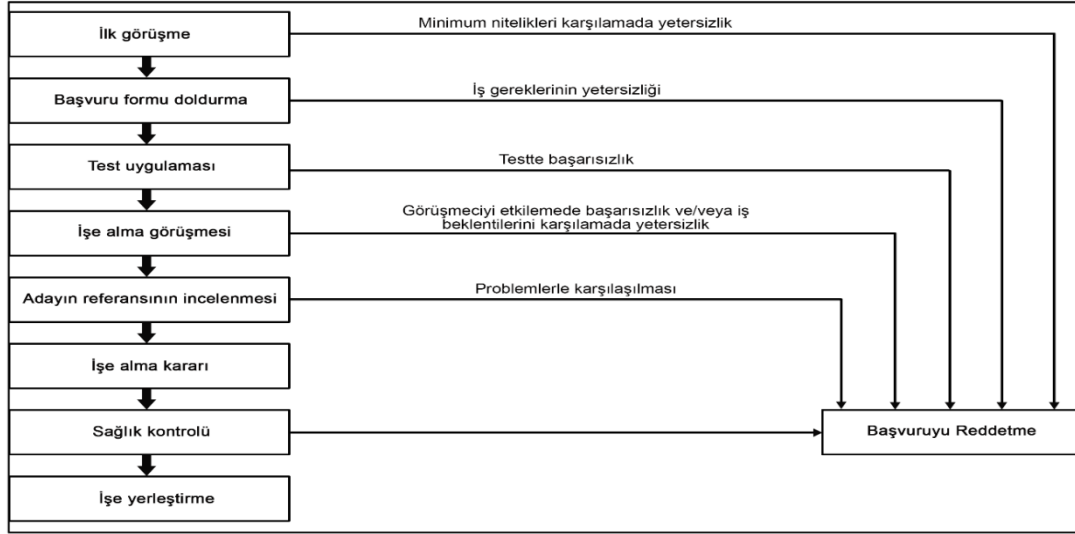 İlk görüşme
Minimum nitelikleri karşılamada yetersizlik
Başvuru formu doldurma
İş gereklerinin yetersizliği
Test uygulaması
Testte başarısızlık
İşe alma görüşmesi
Görüşmeciyi etkilemede başarısızlık ve/veya iş
beklentilerini karşılamada yetersizlik
Adayın referansının incelenmesi
Problemlerle karşılaşılması
İşe alma kararı
Sağlık kontrolü
Başvuruyu Reddetme
İşe yerleştirme